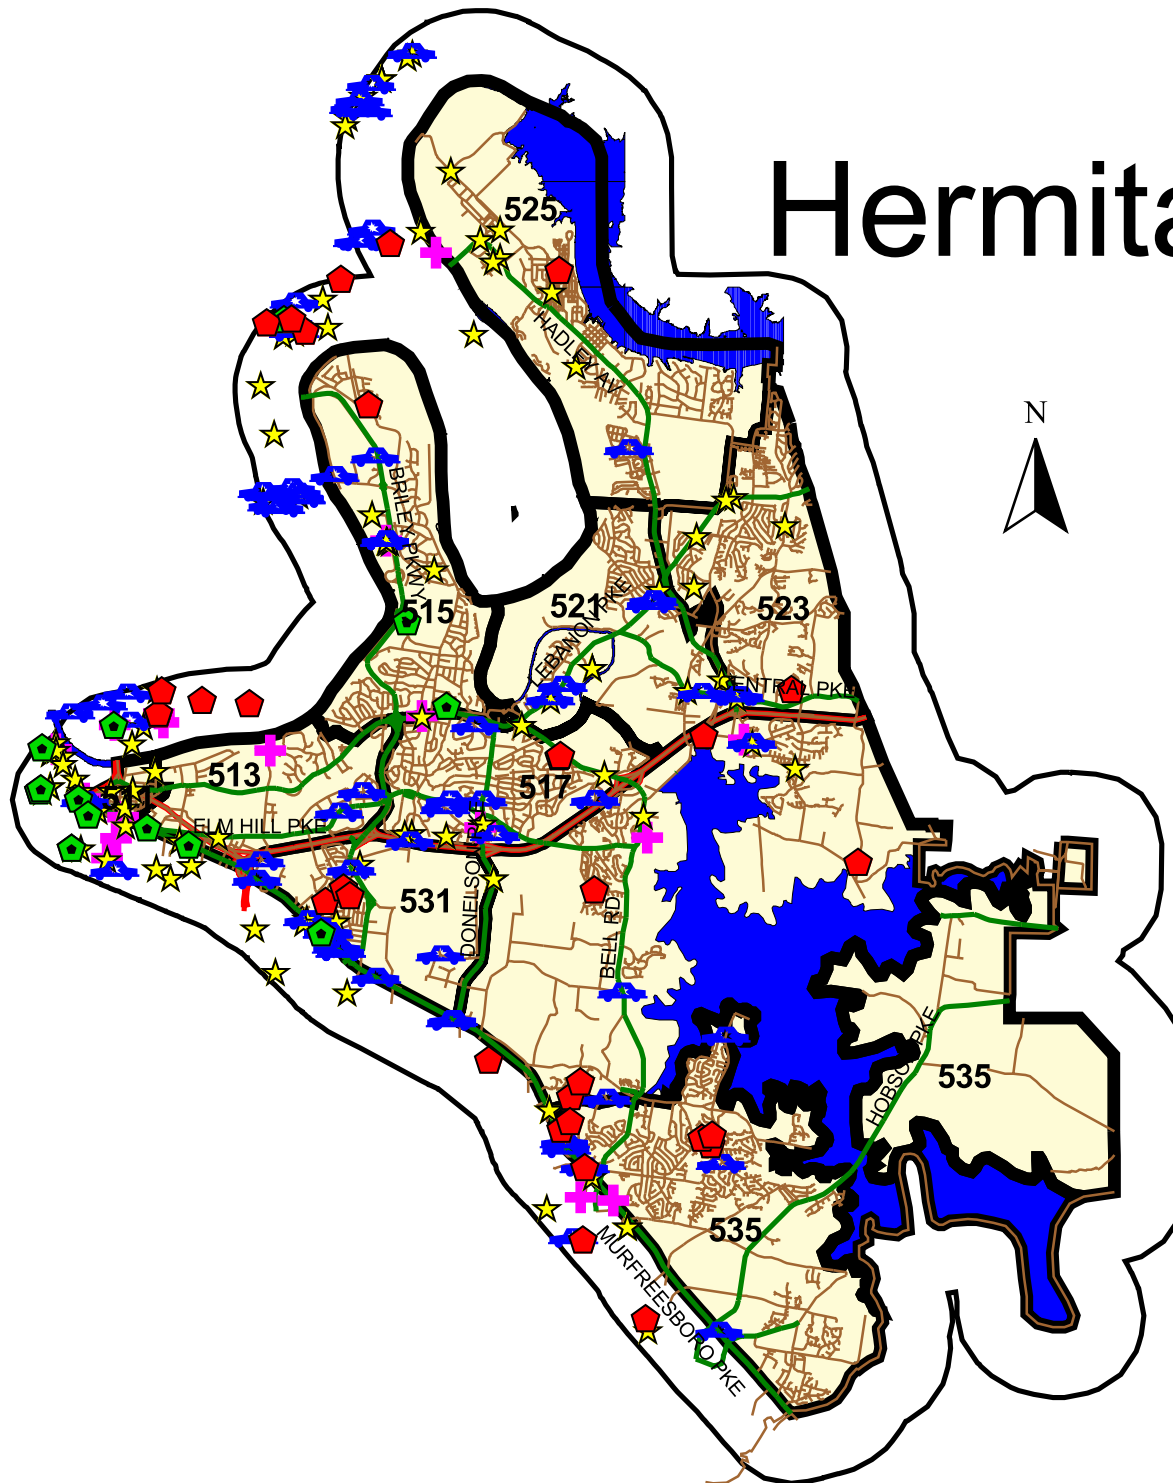 Hermita
525
HADLEY AV
N
BRILEY PKWY
515
521
LEBANON PKE
523
CENTRAL PKE
513
517
511
ELM HILL PKE
DONELSON PKE
531
BELL RD
HOBSON PKE
535
535
MURFREESBORO PKE